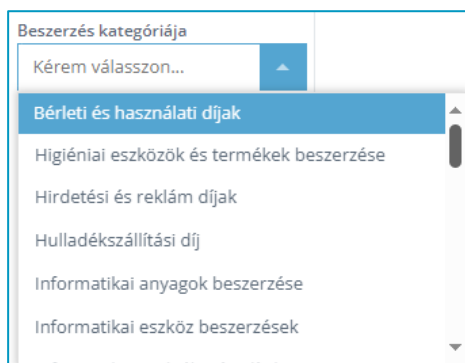 Beszerzés kategóriája
Kérem válasszon...
Bérleti és használati díjak
Higiéniai eszközök és termékek beszerzése
Hirdetési és reklám díjak
Hulladékszállítási díj
Informatikai anyagok beszerzése
Informatikai eszköz beszerzések